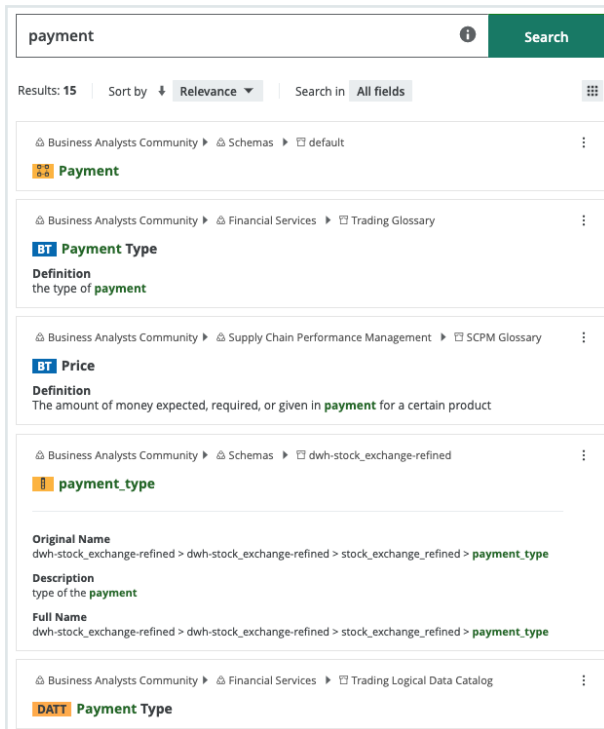 payment
Search
Results: 15 Sort by Relevance Search in All fields
Business Analysts Community Schemas default
Payment
Business Analysts Community Financial Services Trading Glossary
BT Payment Type
Definition
the type of payment
Business Analysts Community Supply Chain Performance Management SCPM Glossary
BT Price
Definition
The amount of money expected, required, or given in payment for a certain product
Business Analysts Community Schemas dwh-stock_exchange-refined
payment_type
Original Name
dwh-stock_exchange-refined > dwh-stock_exchange-refined > stock_exchange_refined > payment_type
Description
type of the payment
Full Name
dwh-stock_exchange-refined > dwh-stock_exchange-refined > stock_exchange_refined > payment_type
Business Analysts Community Financial Services Trading Logical Data Catalog
DATT Payment Type